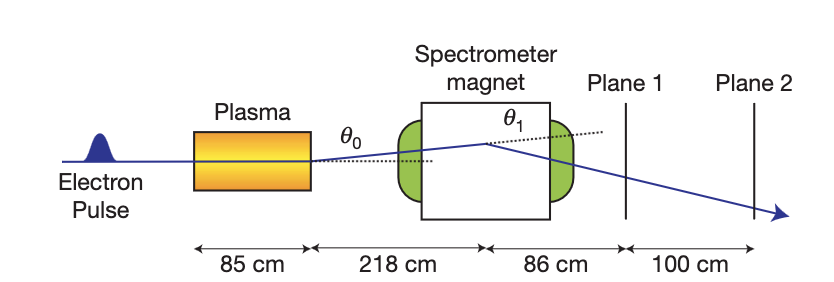 Spectrometer
magnet
Plane 1
Plane 2
Plasma
θ0
θ1
Electron
Pulse
85 cm
218 cm
86 cm
100 cm